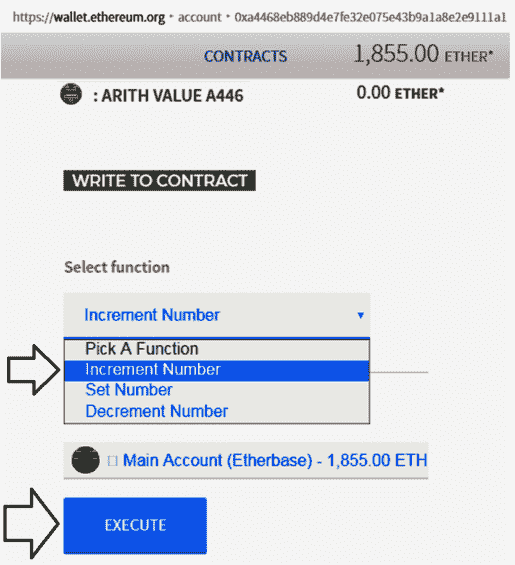 https://wallet.ethereum.org • account • 0xa4468eb889d4e7fe32e075e43b9a1a8e2e9111a1
CONTRACTS 1,855.00 ETHER*
: ARITH VALUE A446 0.00 ETHER*
WRITE TO CONTRACT
Select function
Increment Number
Pick A Function
Increment Number
Set Number
Decrement Number
Main Account (Etherbase) - 1,855.00 ETH
EXECUTE